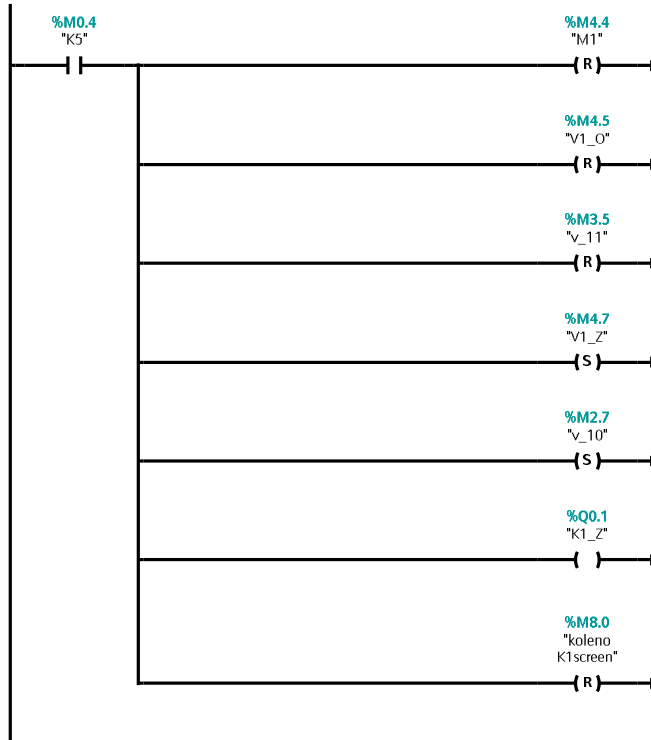 %M0.4
"K5"
%M4.4
"M1"
R
%M4.5
"V1_O"
R
%M3.5
"v_11"
R
%M4.7
"V1_Z"
S
%M2.7
"v_10"
S
%Q0.1
"K1_Z"
%M8.0
"koleno
K1screen"
R